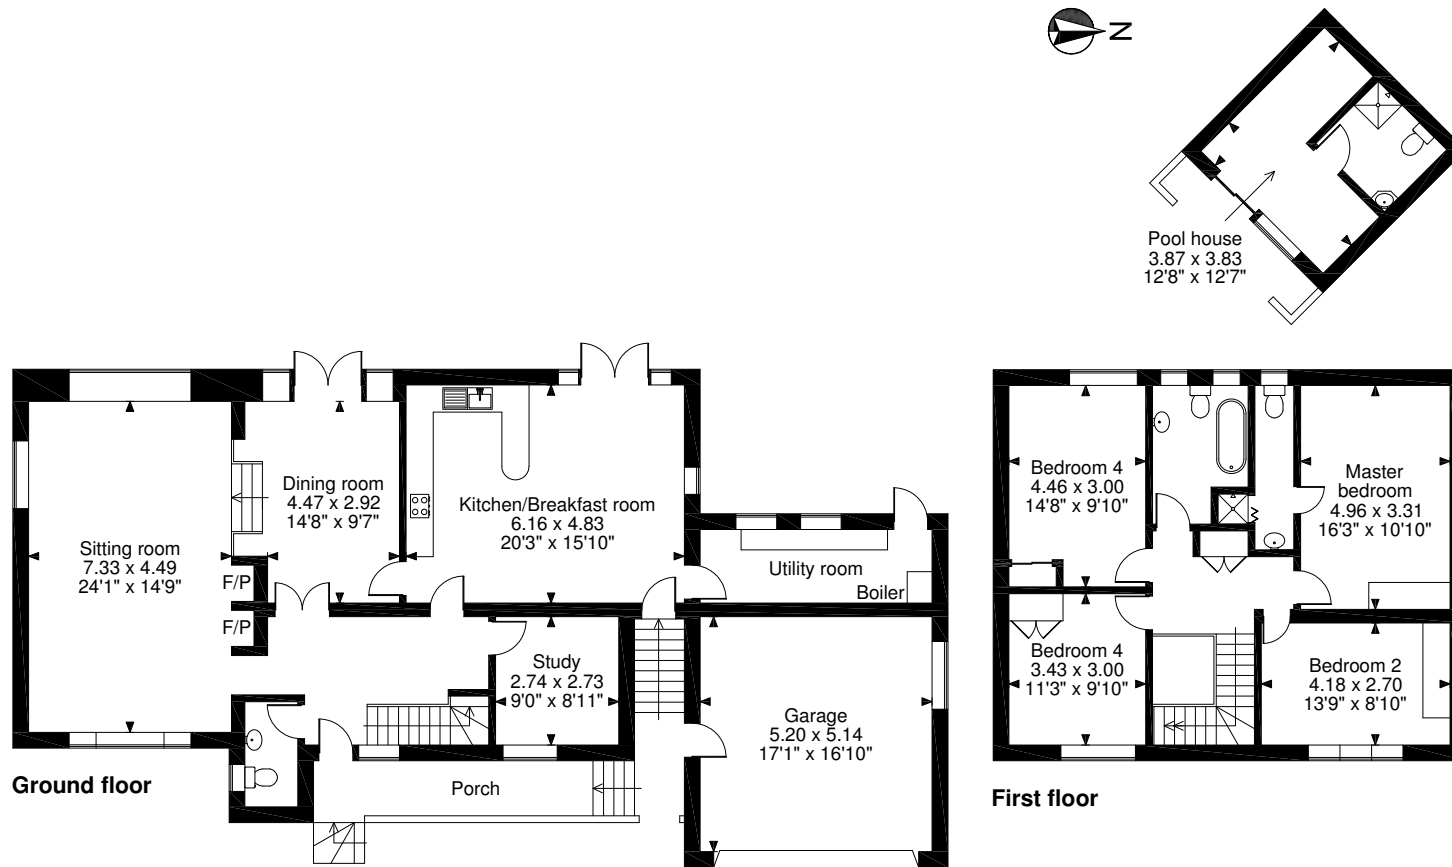 N
Pool house
3.87 x 3.83
12'8" x 12'7"
Dining room
4.47 x 2.92
14'8" x 9'7"
Kitchen/Breakfast room
6.16 x 4.83
20'3" x 15'10"
Sitting room
7.33 x 4.49
24'1" x 14'9"
F/P
F/P
Utility room
Boiler
Study
2.74 x 2.73
9'0" x 8'11"
Garage
5.20 x 5.14
17'1" x 16'10"
Porch
Ground floor
Bedroom 4
4.46 x 3.00
14'8" x 9'10"
Master
bedroom
4.96 x 3.31
16'3" x 10'10"
Bedroom 4
3.43 x 3.00
11'3" x 9'10"
Bedroom 2
4.18 x 2.70
13'9" x 8'10"
First floor